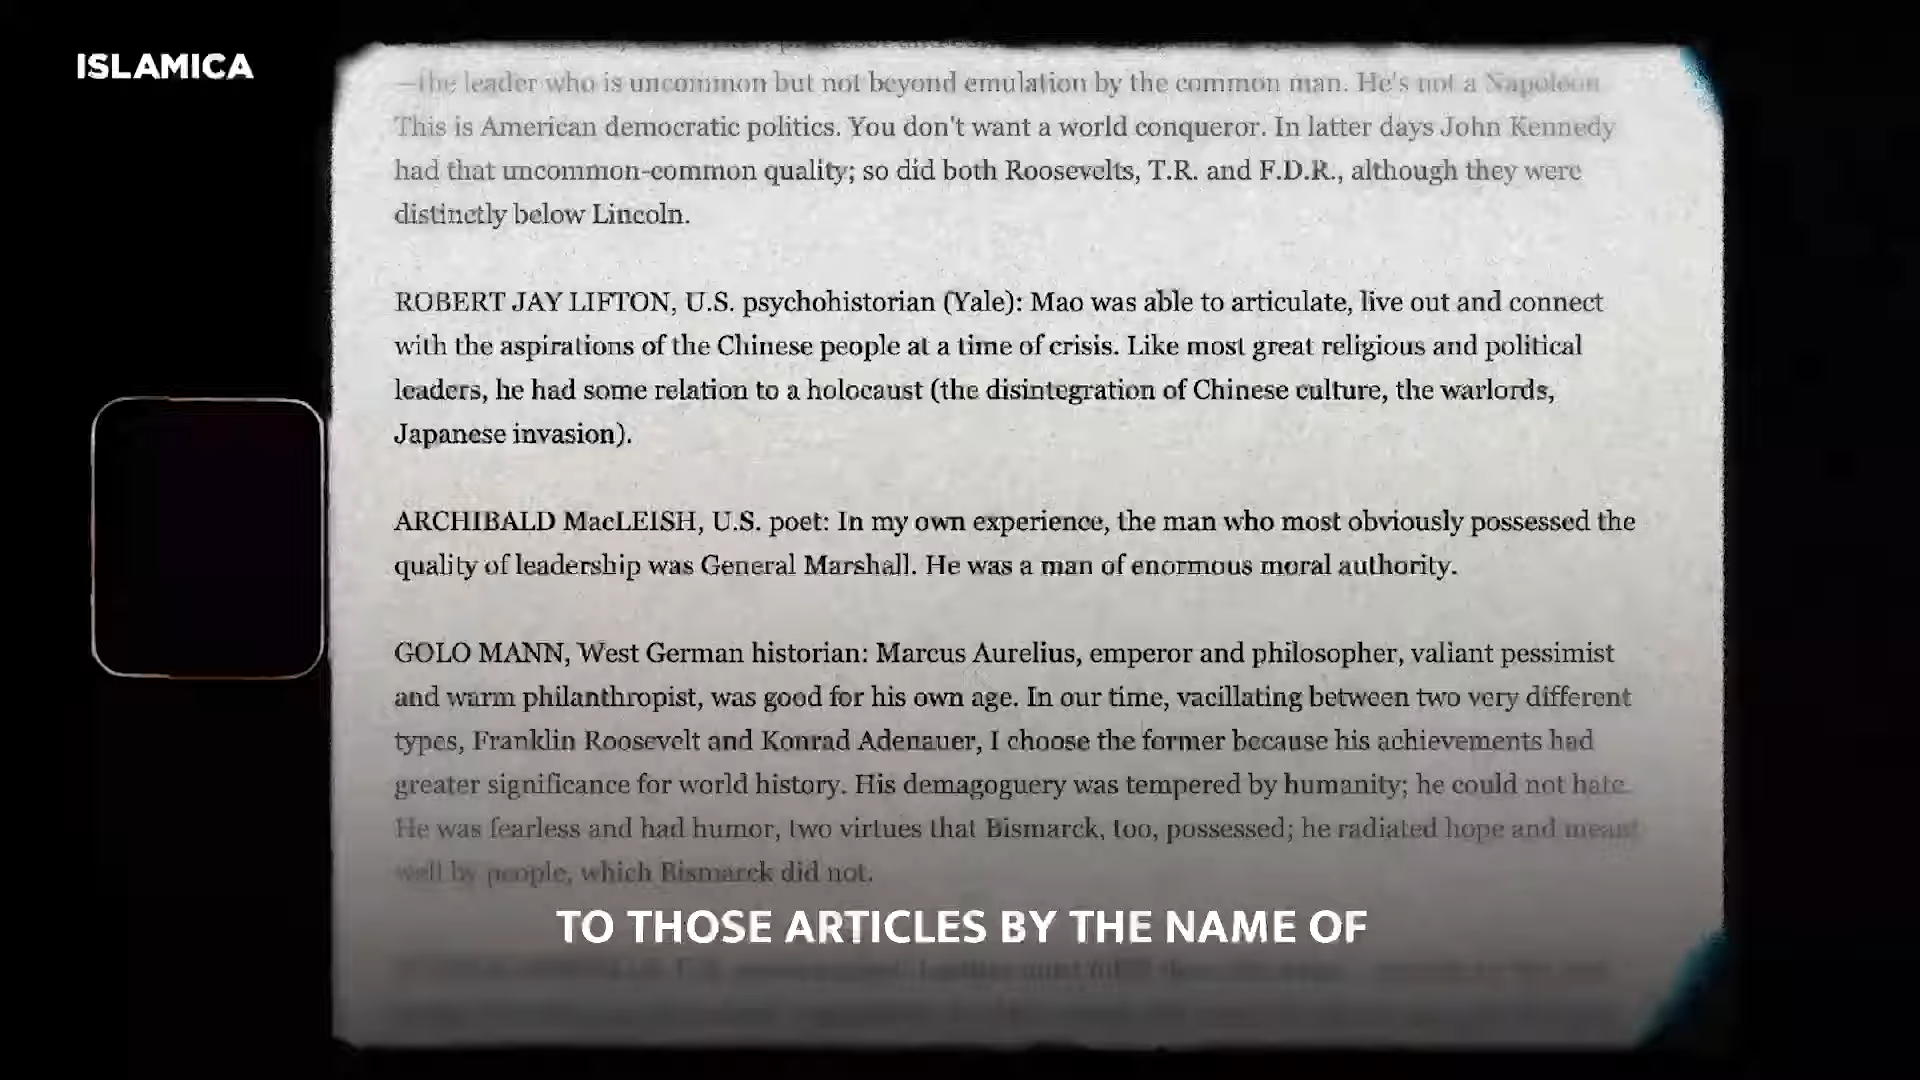 ISLAMICA
—the leader who is uncommon but not beyond emulation by the common man. He's not a Napoleon
This is American democratic politics. You don't want a world conqueror. In latter days John Kennedy
had that uncommon-common quality; so did both Roosevelts, T.R. and F.D.R., although they were
distinctly below Lincoln.
ROBERT JAY LIFTON, U.S. psychohistorian (Yale): Mao was able to articulate, live out and connect
with the aspirations of the Chinese people at a time of crisis. Like most great religious and political
leaders, he had some relation to a holocaust (the disintegration of Chinese culture, the warlords,
Japanese invasion).
ARCHIBALD MacLEISH, U.S. poet: In my own experience, the man who most obviously possessed the
quality of leadership was General Marshall. He was a man of enormous moral authority.
GOLO MANN, West German historian: Marcus Aurelius, emperor and philosopher, valiant pessimist
and warm philanthropist, was good for his own age. In our time, vacillating between two very different
types, Franklin Roosevelt and Konrad Adenauer, I choose the former because his achievements had
greater significance for world history. His demagoguery was tempered by humanity; he could not hate.
He was fearless and had humor, two virtues that Bismarck, too, possessed; he radiated hope and meant
well by people, which Bismarck did not.
TO THOSE ARTICLES BY THE NAME OF